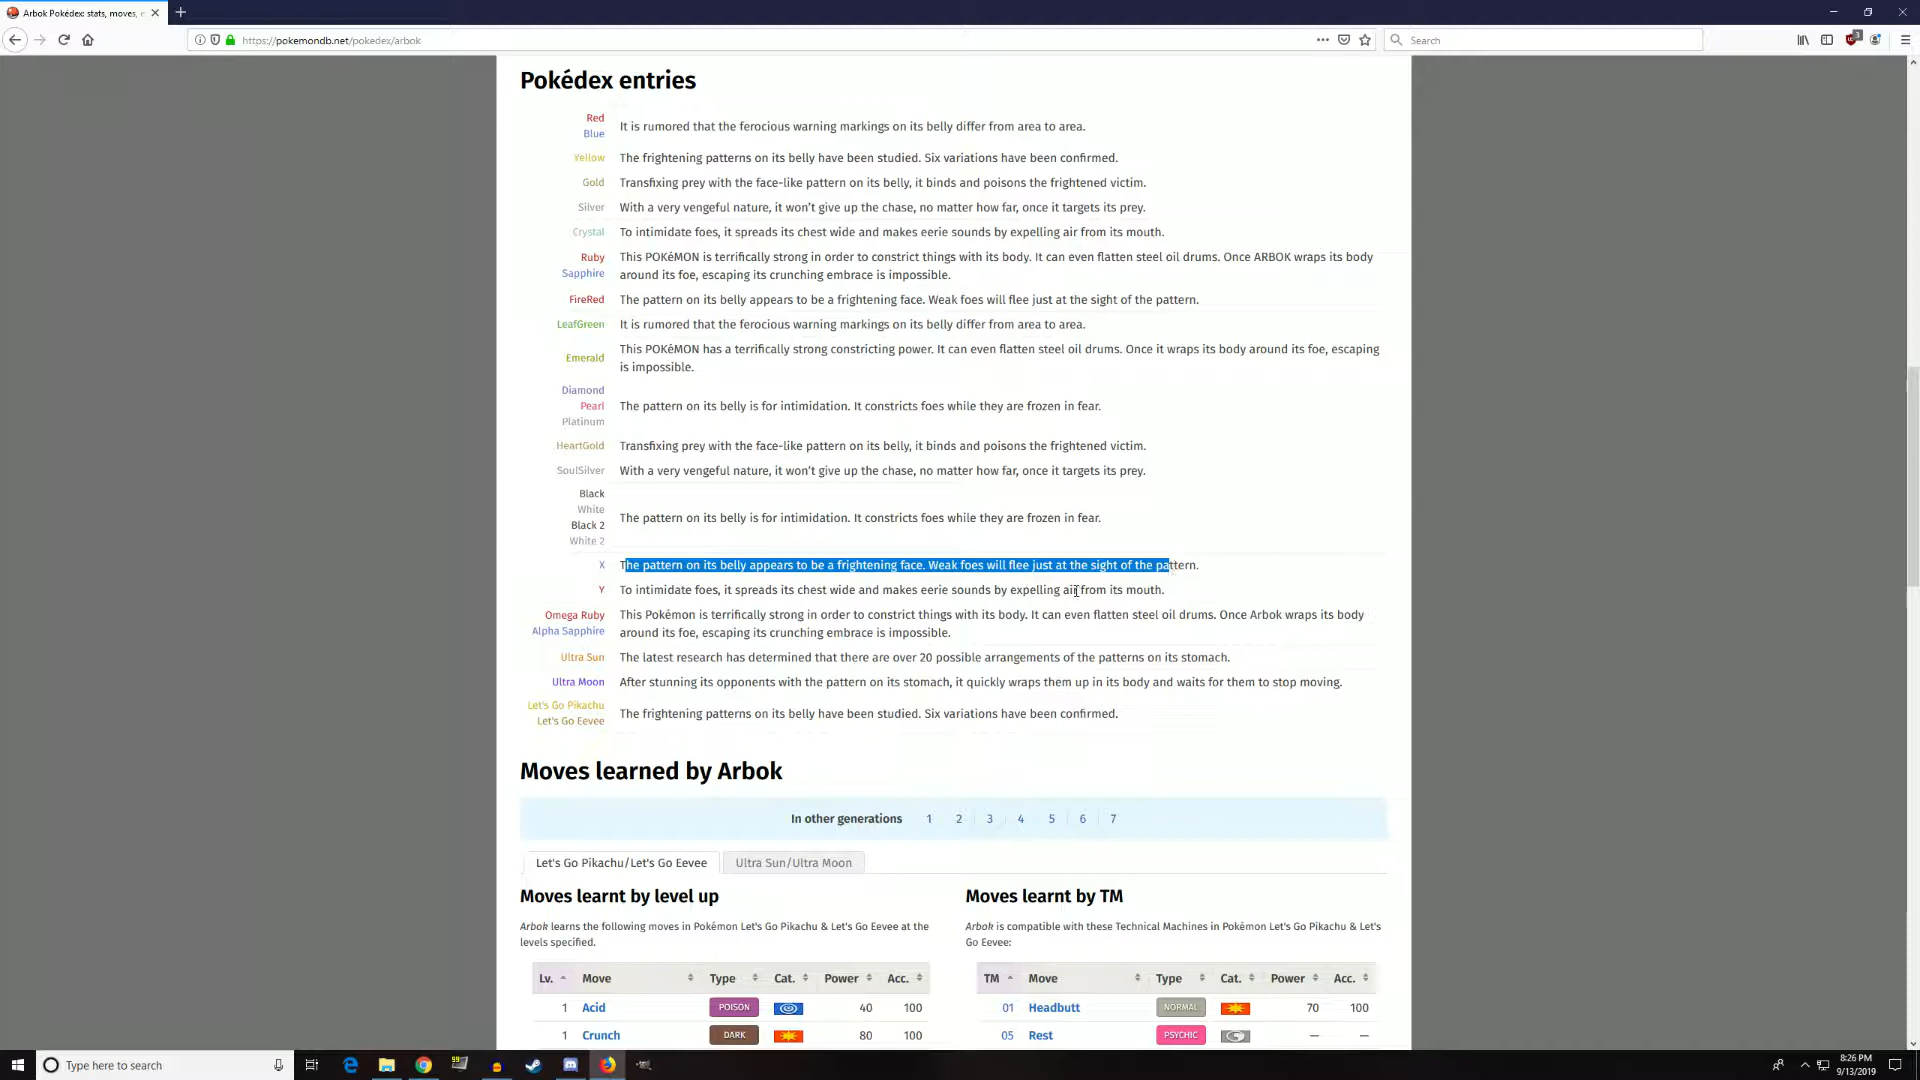 Arbok Pokédex: stats, moves, e
https://pokemondb.net/pokedex/arbok
Search
3
Pokédex entries
Red
Blue
It is rumored that the ferocious warning markings on its belly differ from area to area.
Yellow
The frightening patterns on its belly have been studied. Six variations have been confirmed.
Gold
Transfixing prey with the face-like pattern on its belly, it binds and poisons the frightened victim.
Silver
With a very vengeful nature, it won't give up the chase, no matter how far, once it targets its prey.
Crystal
To intimidate foes, it spreads its chest wide and makes eerie sounds by expelling air from its mouth.
Ruby
Sapphire
This POKéMON is terrifically strong in order to constrict things with its body. It can even flatten steel oil drums. Once ARBOK wraps its body
around its foe, escaping its crunching embrace is impossible.
FireRed
The pattern on its belly appears to be a frightening face. Weak foes will flee just at the sight of the pattern.
LeafGreen
It is rumored that the ferocious warning markings on its belly differ from area to area.
Emerald
This POKéMON has a terrifically strong constricting power. It can even flatten steel oil drums. Once it wraps its body around its foe, escaping
is impossible.
Diamond
Pearl
Platinum
The pattern on its belly is for intimidation. It constricts foes while they are frozen in fear.
HeartGold
Transfixing prey with the face-like pattern on its belly, it binds and poisons the frightened victim.
SoulSilver
With a very vengeful nature, it won't give up the chase, no matter how far, once it targets its prey.
Black
White
Black 2
White 2
The pattern on its belly is for intimidation. It constricts foes while they are frozen in fear.
X
The pattern on its belly appears to be a frightening face. Weak foes will flee just at the sight of the pattern.
Y
To intimidate foes, it spreads its chest wide and makes eerie sounds by expelling air from its mouth.
Omega Ruby
Alpha Sapphire
This Pokémon is terrifically strong in order to constrict things with its body. It can even flatten steel oil drums. Once Arbok wraps its body
around its foe, escaping its crunching embrace is impossible.
Ultra Sun
The latest research has determined that there are over 20 possible arrangements of the patterns on its stomach.
Ultra Moon
After stunning its opponents with the pattern on its stomach, it quickly wraps them up in its body and waits for them to stop moving.
Let's Go Pikachu
Let's Go Eevee
The frightening patterns on its belly have been studied. Six variations have been confirmed.
Moves learned by Arbok
In other generations 1 2 3 4 5 6 7
Let's Go Pikachu/Let's Go Eevee Ultra Sun/Ultra Moon
Moves learnt by level up
Arbok learns the following moves in Pokémon Let's Go Pikachu & Let's Go Eevee at the
levels specified.
Lv. Move Type Cat. Power Acc.
1 Acid POISON 40 100
1 Crunch DARK 80 100
Moves learnt by TM
Arbok is compatible with these Technical Machines in Pokémon Let's Go Pikachu & Let's
Go Eevee:
TM Move Type Cat. Power Acc.
01 Headbutt NORMAL 70 100
05 Rest PSYCHIC — —
Type here to search
99
8:26 PM
9/13/2019